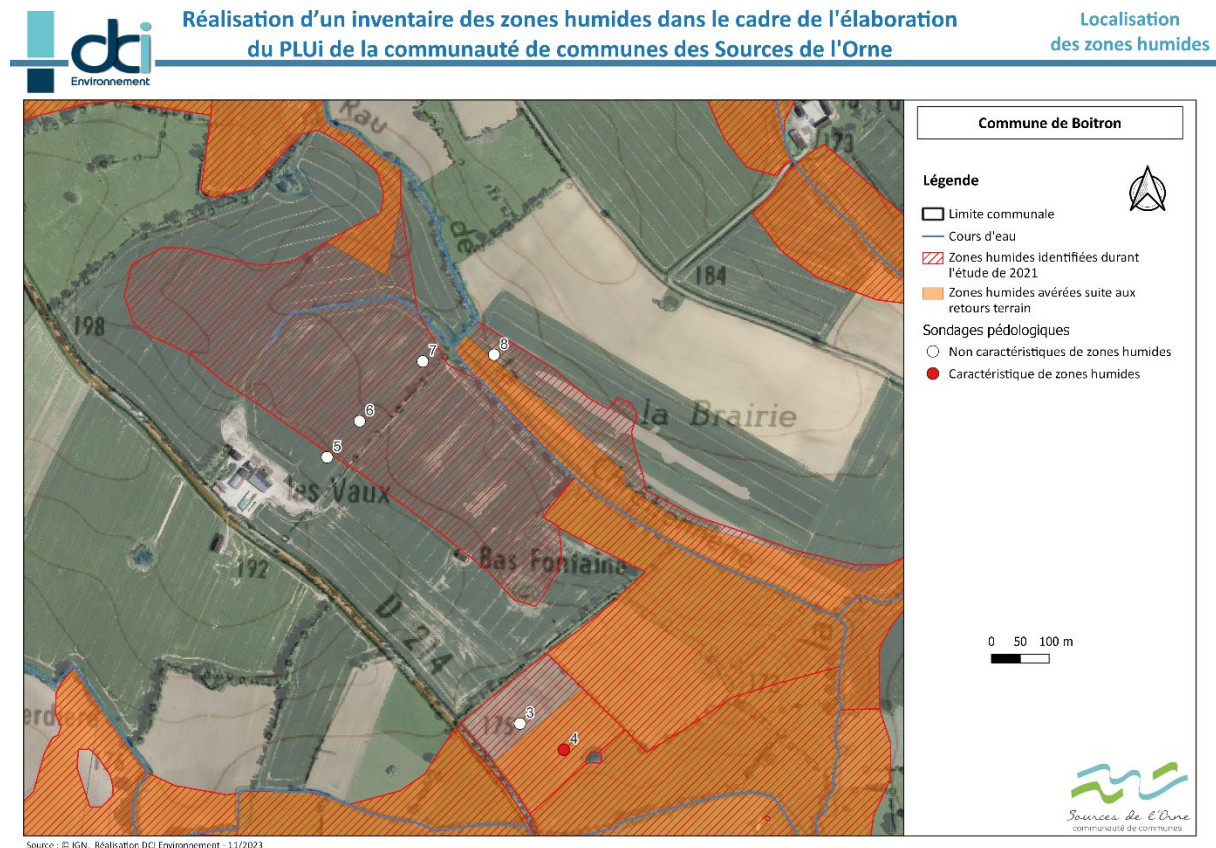 Réalisation d'un inventaire des zones humides dans le cadre de l'élaboration
du PLUi de la communauté de communes des Sources de l'Orne
Localisation
des zones humides
dci
Environnement
Commune de Boitron
Légende
Limite communale
Cours d'eau
Zones humides identifiées durant
l'étude de 2021
Zones humides avérées suite aux
retours terrain
Sondages pédologiques
Non caractéristiques de zones humides
Caractéristique de zones humides
Rau
de
173
184
198
7
8
6
5
la Brairie
les Vaux
Bas Fontaine
192
D 214
173
175
3
4
176
0 50 100 m
Sources de l'Orne
communauté de communes
Source : © IGN, Réalisation DCI Environnement - 11/2023